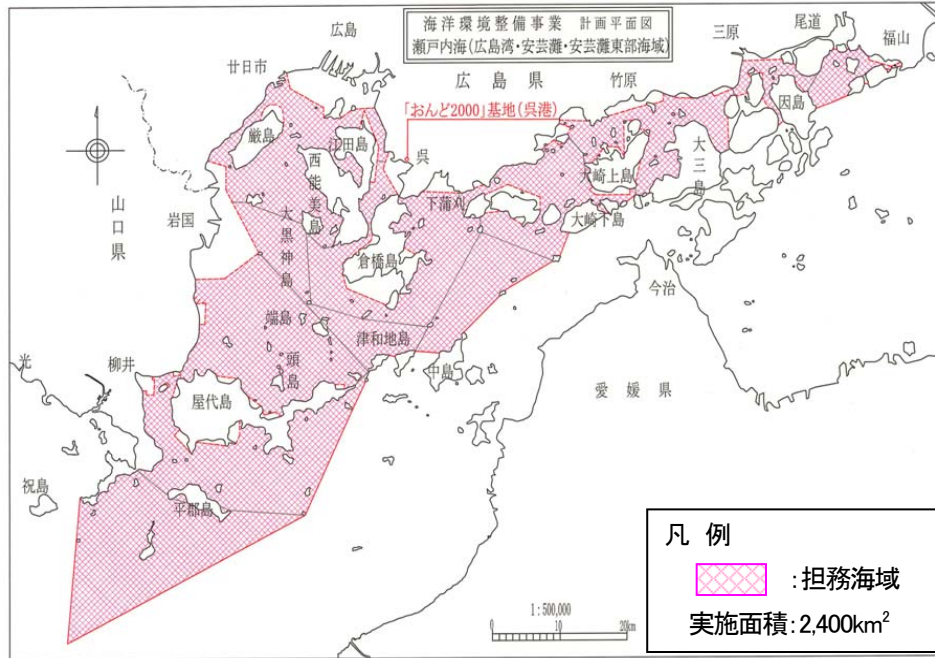 海洋環境整備事業 計画平面図
瀬戸内海(広島湾・安芸灘・安芸灘東部海域)
広島
尾道
三原
福山
廿日市
広島県
竹原
「おんど2000」基地(呉港)
因島
厳島
江田島
呉
西能美島
大三島
大崎上島
山口県
岩国
大黒神島
下蒲刈
大崎下島
倉橋島
今治
端島
津和地島
光
柳井
頭島
中島
愛媛県
屋代島
祝島
平郡島
凡例
:担務海域
実施面積:2,400km²
1:500,000
0 10 20km